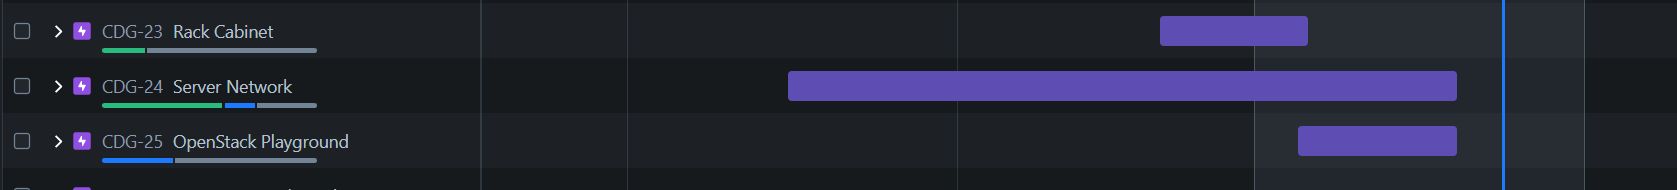 CDG-23 Rack Cabinet
CDG-24 Server Network
CDG-25 OpenStack Playground